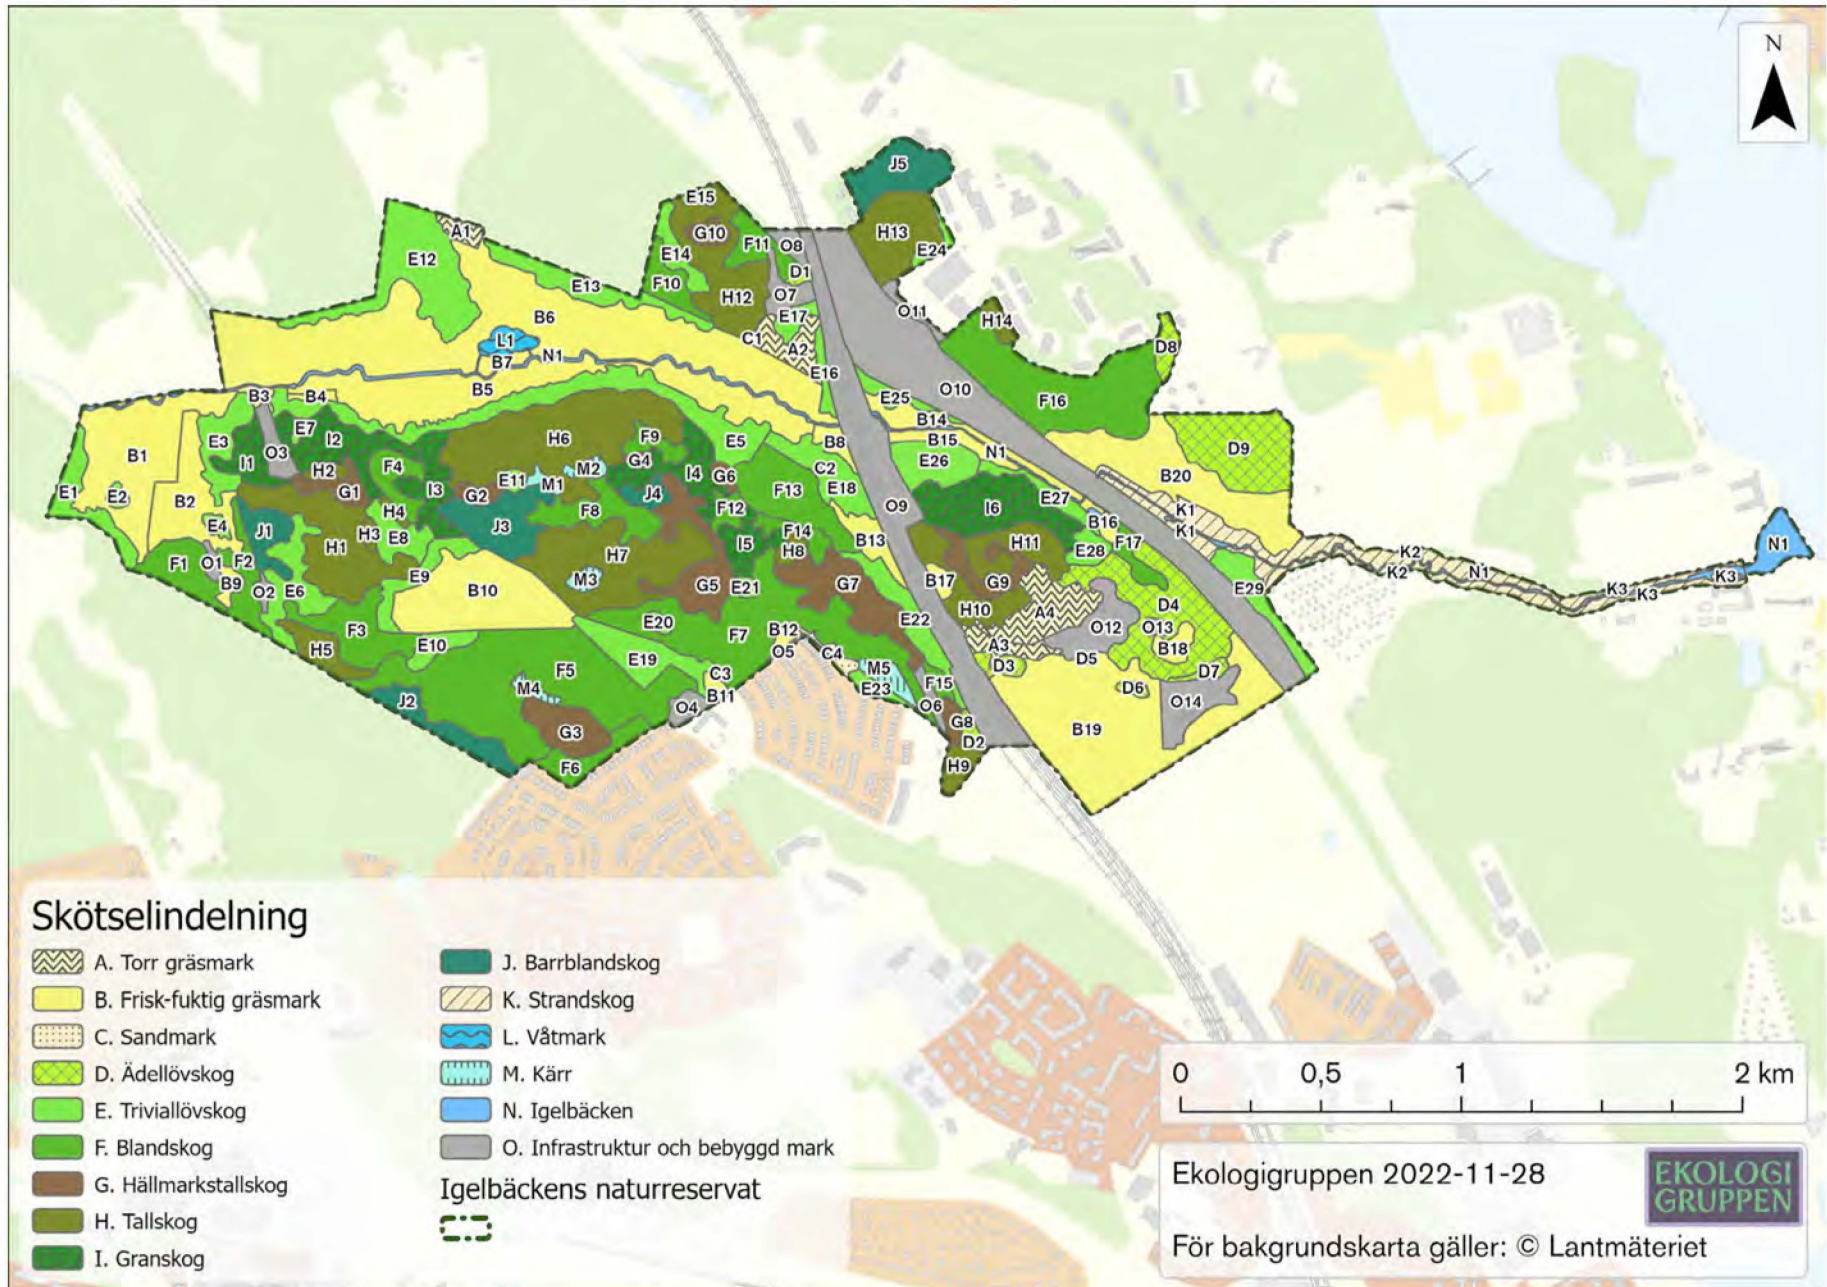 N
J5
E15
G10
H13
A1
F11
O8
E14
E24
E12
D1
F10
E13
H12
O7
O11
B6
E17
H14
L1
C1
A2
D8
B7
N1
E16
B5
O10
B3
B4
E25
F16
E7
I2
H6
F9
E5
B8
B14
B15
E3
B1
O3
I1
H2
F4
G4
M2
C2
E26
N1
D9
B20
E1
E2
G1
I3
G2
E11
M1
J4
I4
G6
F13
E18
B2
H4
F8
F12
O9
I6
E27
K1
E4
J1
H3
E8
J3
F14
B16
K1
F1
O1
F2
H1
H7
I5
H8
B13
H11
E28
F17
K2
N1
B9
E9
M3
G5
E21
G7
B17
G9
K2
N1
K3
O2
E6
B10
H10
A4
D4
E29
K3
K3
F3
E20
E22
O12
O13
H5
E10
F7
B12
A3
B18
F5
E19
O5
C4
M5
D3
D5
D7
C3
E23
F15
D6
M4
B11
J2
O4
O6
O14
G3
G8
B19
D2
F6
H9
Skötselindelning
A. Torr gräsmark
B. Frisk-fuktig gräsmark
C. Sandmark
D. Ädellövskog
E. Triviallövskog
F. Blandskog
G. Hällmarkstallskog
H. Tallskog
I. Granskog
J. Barrblandskog
K. Strandskog
L. Våtmark
M. Kärr
N. Igelbäcken
O. Infrastruktur och bebyggd mark
Igelbäckens naturreservat
0 0,5 1 2 km
Ekologigruppen 2022-11-28
EKOLOGI
GRUPPEN
För bakgrundskarta gäller: © Lantmäteriet